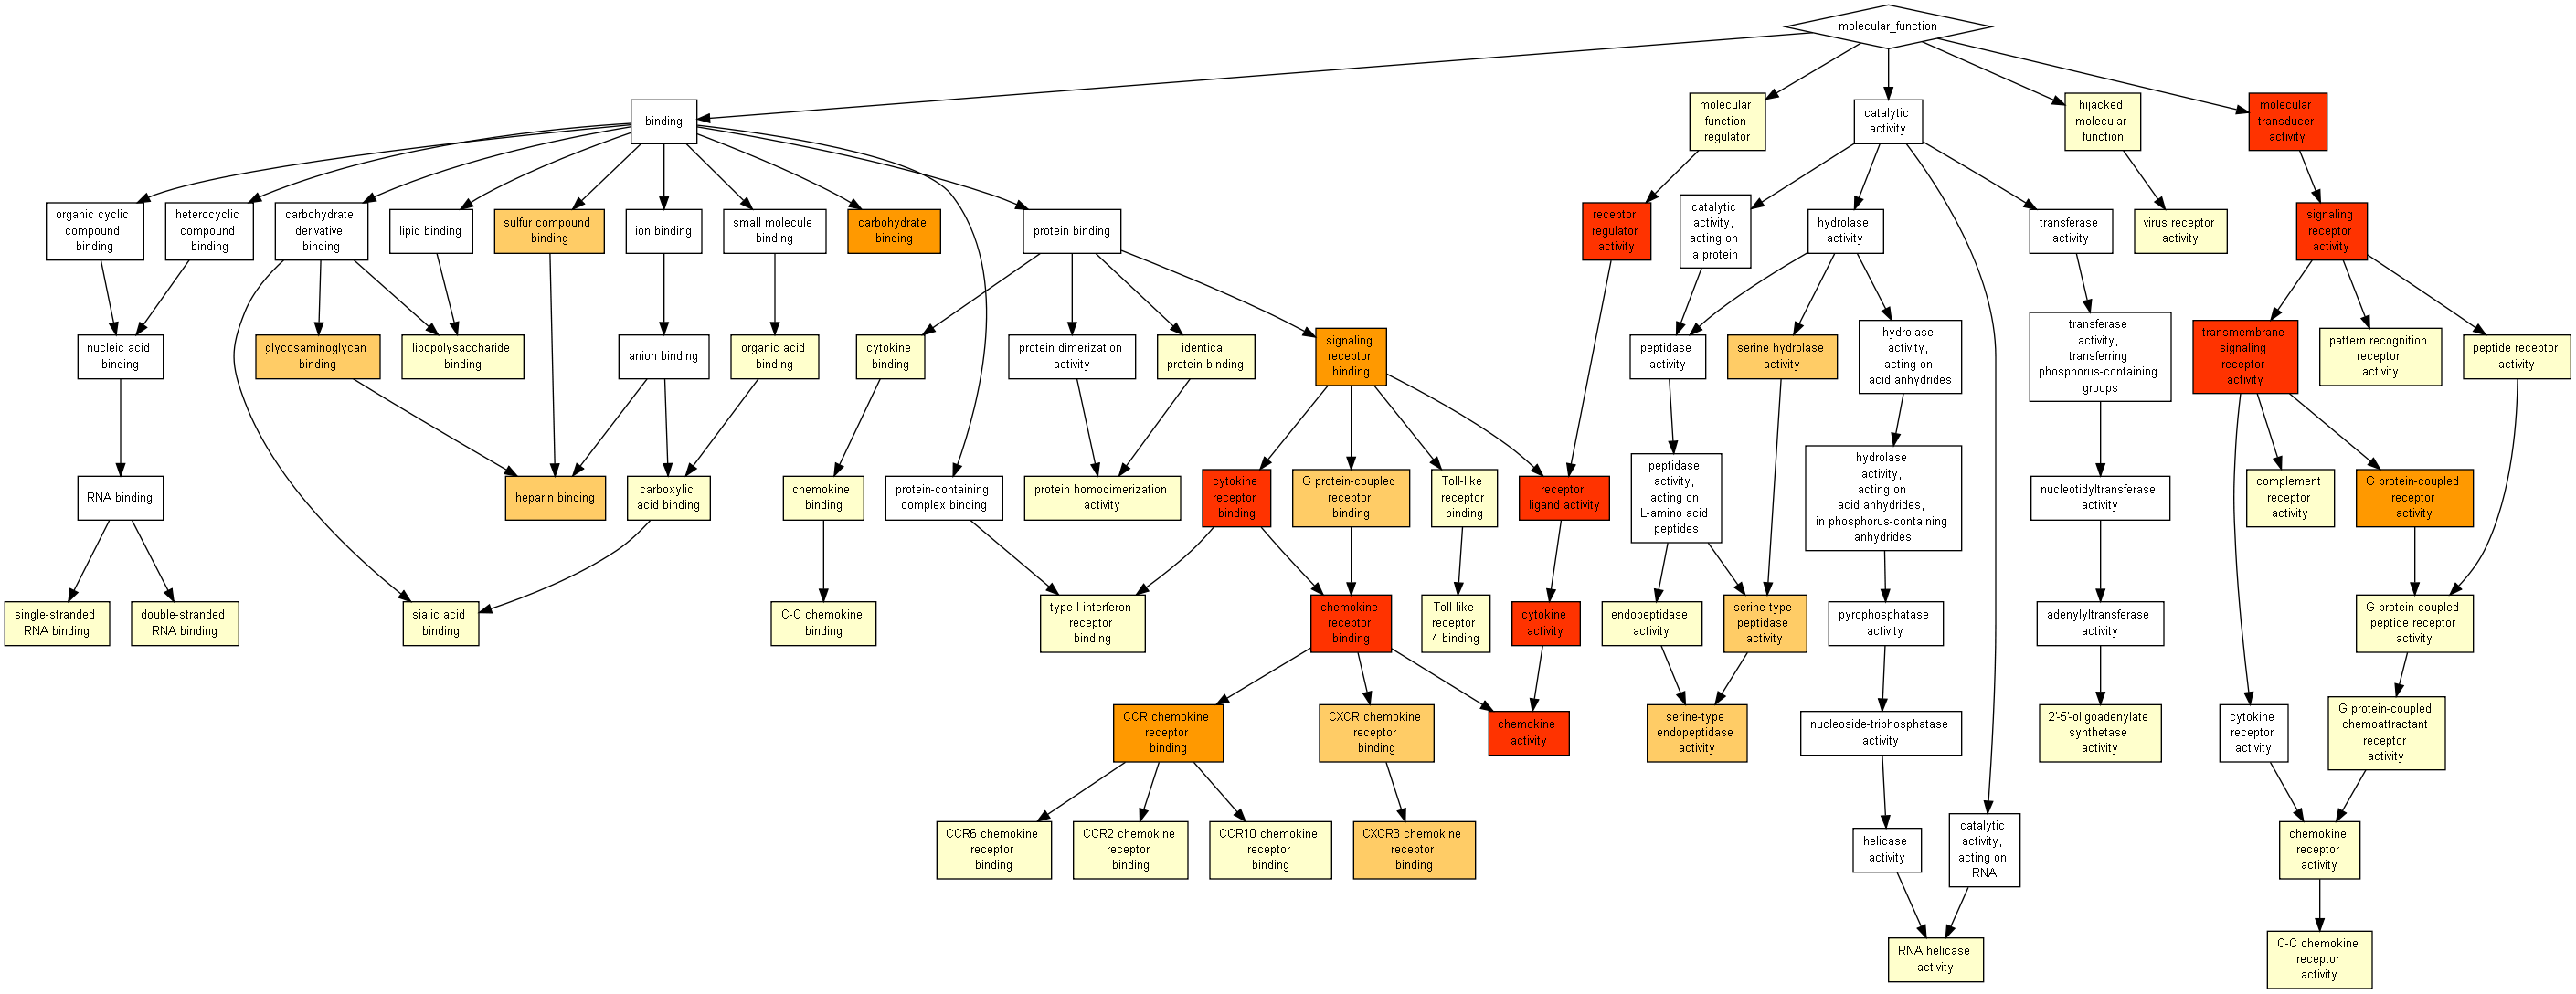 molecular_function
binding
molecular
function
regulator
catalytic
activity
hijacked
molecular
function
molecular
transducer
activity
organic cyclic
compound
binding
heterocyclic
compound
binding
carbohydrate
derivative
binding
lipid binding
sulfur compound
binding
ion binding
small molecule
binding
carbohydrate
binding
protein binding
receptor
regulator
activity
catalytic
activity,
acting on
a protein
hydrolase
activity
transferase
activity
virus receptor
activity
signaling
receptor
activity
nucleic acid
binding
glycosaminoglycan
binding
lipopolysaccharide
binding
anion binding
organic acid
binding
cytokine
binding
protein dimerization
activity
identical
protein binding
signaling
receptor
binding
peptidase
activity
serine hydrolase
activity
hydrolase
activity,
acting on
acid anhydrides
transferase
activity,
transferring
phosphorus-containing
groups
transmembrane
signaling
receptor
activity
pattern recognition
receptor
activity
peptide receptor
activity
RNA binding
heparin binding
carboxylic
acid binding
chemokine
binding
protein-containing
complex binding
protein homodimerization
activity
cytokine
receptor
binding
G protein-coupled
receptor
binding
Toll-like
receptor
binding
receptor
ligand activity
peptidase
activity,
acting on
L-amino acid
peptides
hydrolase
activity,
acting on
acid anhydrides,
in phosphorus-containing
anhydrides
nucleotidyltransferase
activity
complement
receptor
activity
G protein-coupled
receptor
activity
single-stranded
RNA binding
double-stranded
RNA binding
sialic acid
binding
C-C chemokine
binding
type I interferon
receptor
binding
chemokine
receptor
binding
Toll-like
receptor
4 binding
cytokine
activity
endopeptidase
activity
serine-type
peptidase
activity
pyrophosphatase
activity
adenylyltransferase
activity
G protein-coupled
peptide receptor
activity
CCR chemokine
receptor
binding
CXCR chemokine
receptor
binding
chemokine
activity
serine-type
endopeptidase
activity
nucleoside-triphosphatase
activity
2'-5'-oligoadenylate
synthetase
activity
cytokine
receptor
activity
G protein-coupled
chemoattractant
receptor
activity
CCR6 chemokine
receptor
binding
CCR2 chemokine
receptor
binding
CCR10 chemokine
receptor
binding
CXCR3 chemokine
receptor
binding
helicase
activity
catalytic
activity,
acting on
RNA
chemokine
receptor
activity
RNA helicase
activity
C-C chemokine
receptor
activity